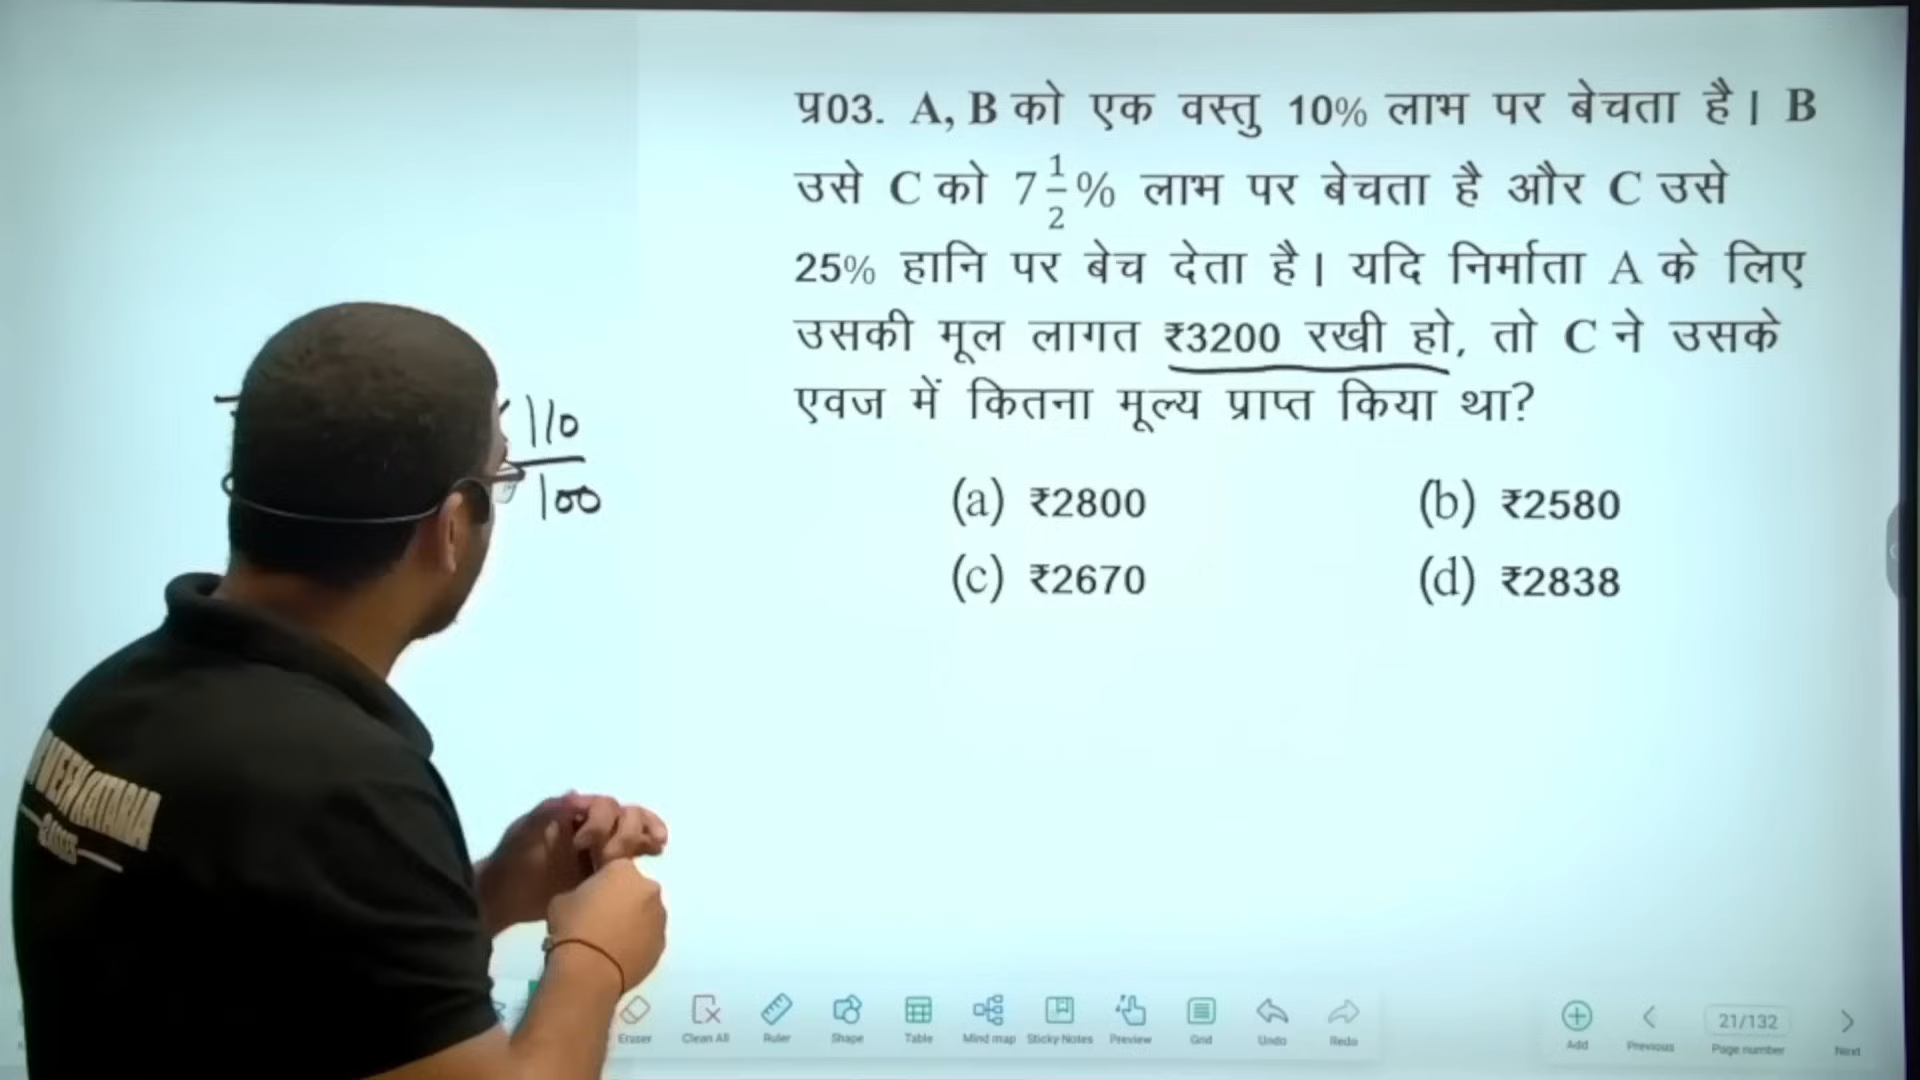 प्र03. A, B को एक वस्तु 10% लाभ पर बेचता है। B
उसे C को 7 1/2% लाभ पर बेचता है और C उसे
25% हानि पर बेच देता है। यदि निर्माता A के लिए
उसकी मूल लागत ₹3200 रखी हो, तो C ने उसके
एवज में कितना मूल्य प्राप्त किया था?
(a) ₹2800 (b) ₹2580
(c) ₹2670 (d) ₹2838
110
100
CLASSES
Eraser Clean All Ruler Shape Table Mind map Sticky Notes Preview Grid Undo Redo
Add Previous 21/132 Page number Next